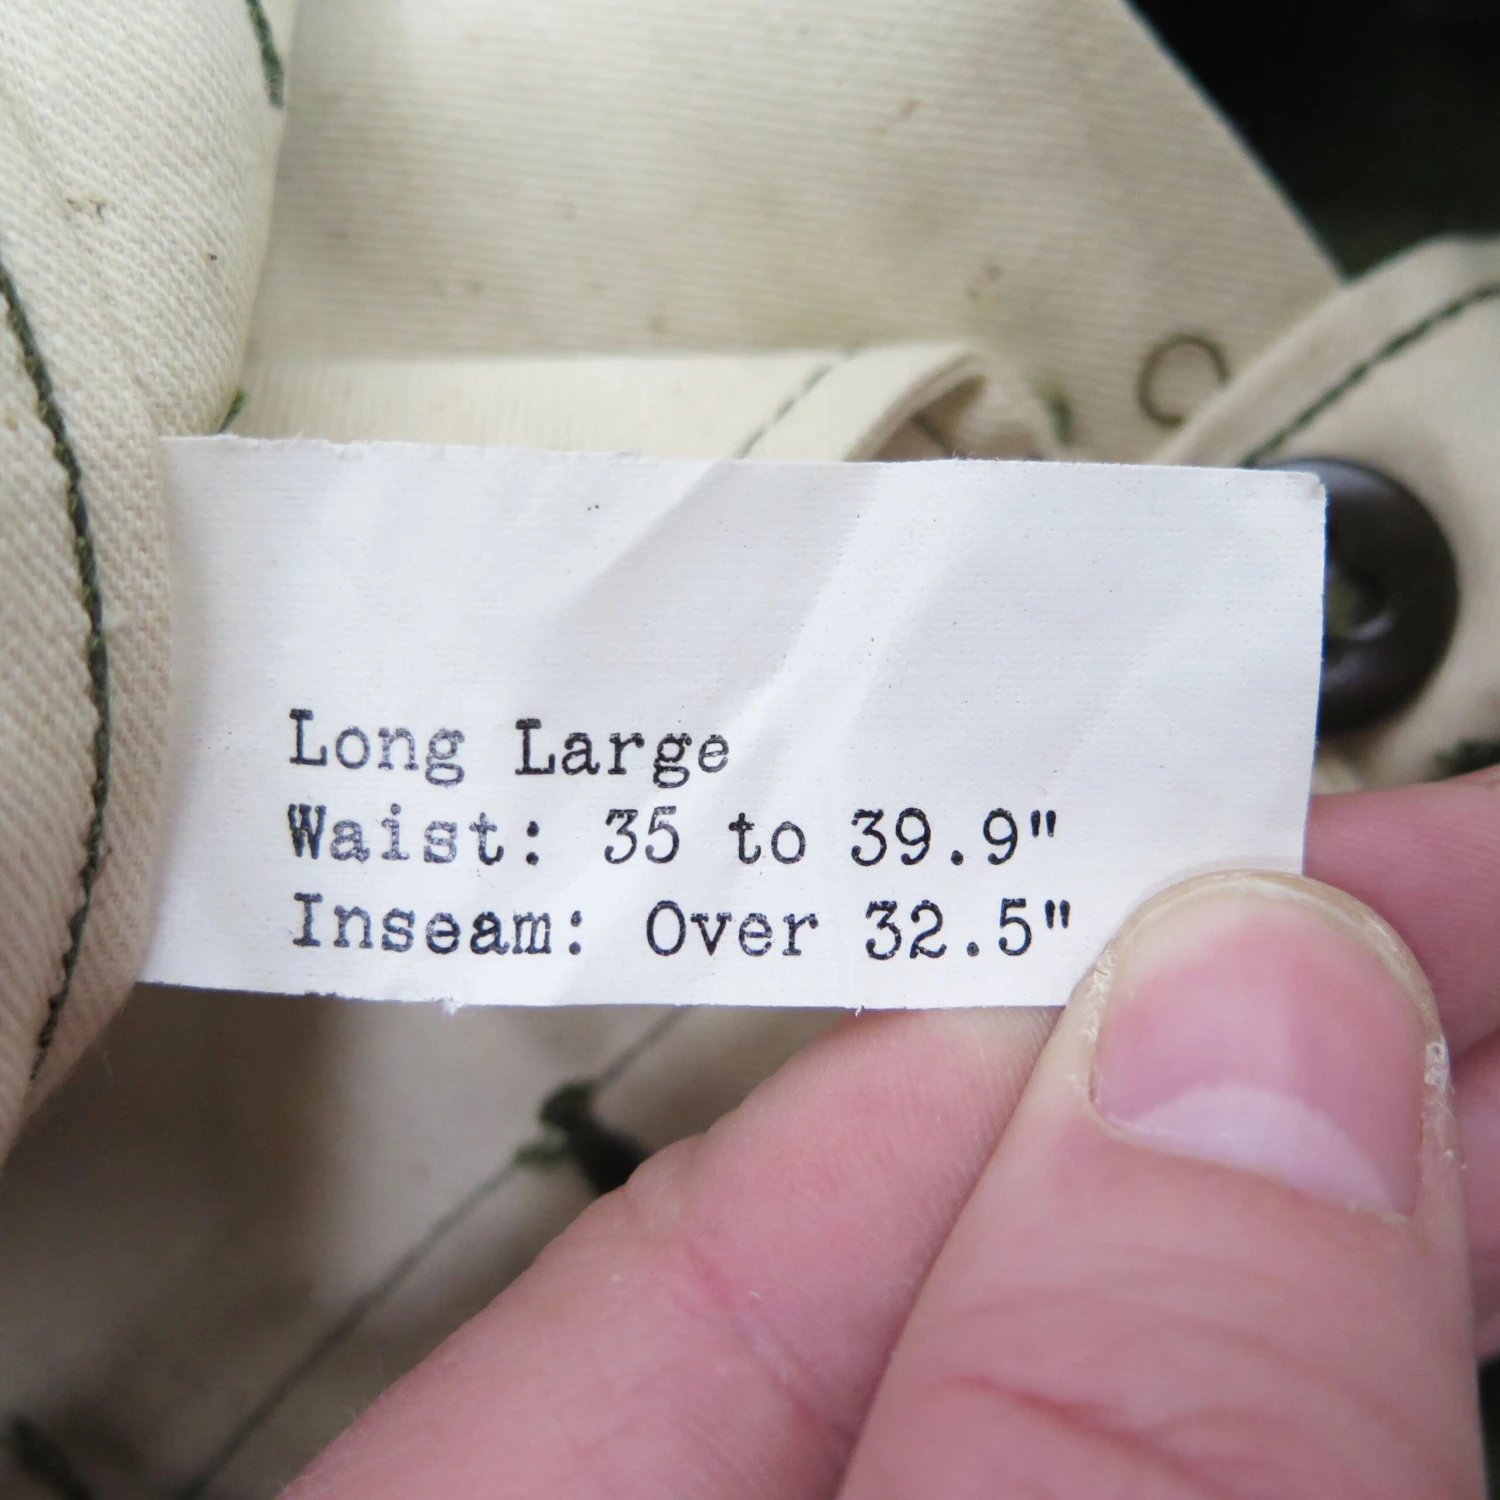 Long Large
Waist: 35 to 39.9"
Inseam: Over 32.5"